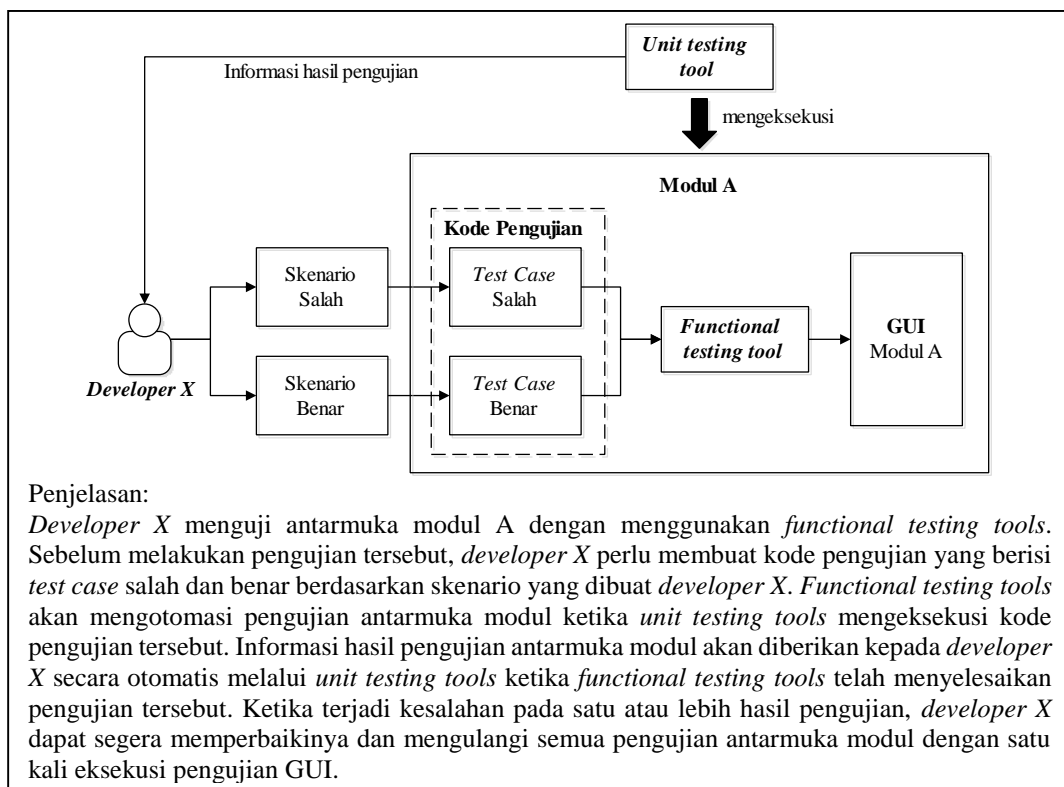 Unit testing
tool
Informasi hasil pengujian
mengeksekusi
Modul A
Kode Pengujian
Skenario
Salah
Test Case
Salah
Functional
testing tool
GUI
Modul A
Developer X
Skenario
Benar
Test Case
Benar
Penjelasan:
Developer X menguji antarmuka modul A dengan menggunakan functional testing tools.
Sebelum melakukan pengujian tersebut, developer X perlu membuat kode pengujian yang berisi
test case salah dan benar berdasarkan skenario yang dibuat developer X. Functional testing tools
akan mengotomasi pengujian antarmuka modul ketika unit testing tools mengeksekusi kode
pengujian tersebut. Informasi hasil pengujian antarmuka modul akan diberikan kepada developer
X secara otomatis melalui unit testing tools ketika functional testing tools telah menyelesaikan
pengujian tersebut. Ketika terjadi kesalahan pada satu atau lebih hasil pengujian, developer X
dapat segera memperbaikinya dan mengulangi semua pengujian antarmuka modul dengan satu
kali eksekusi pengujian GUI.